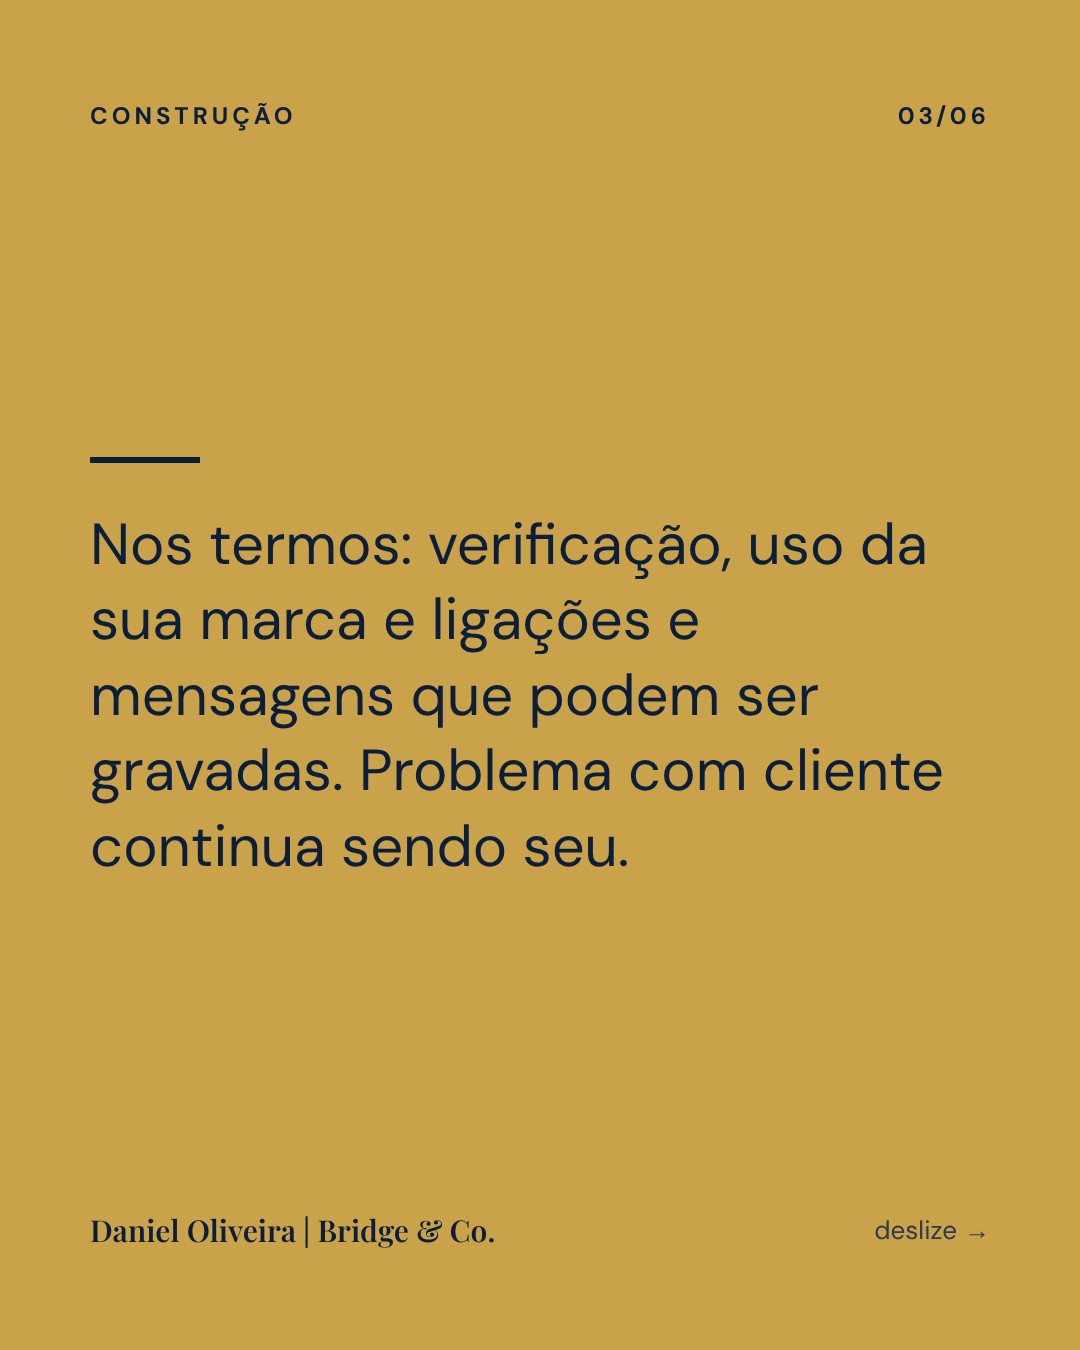 CONSTRUÇÃO
03/06
Nos termos: verificação, uso da
sua marca e ligações e
mensagens que podem ser
gravadas. Problema com cliente
continua sendo seu.
Daniel Oliveira | Bridge & Co.
deslize →